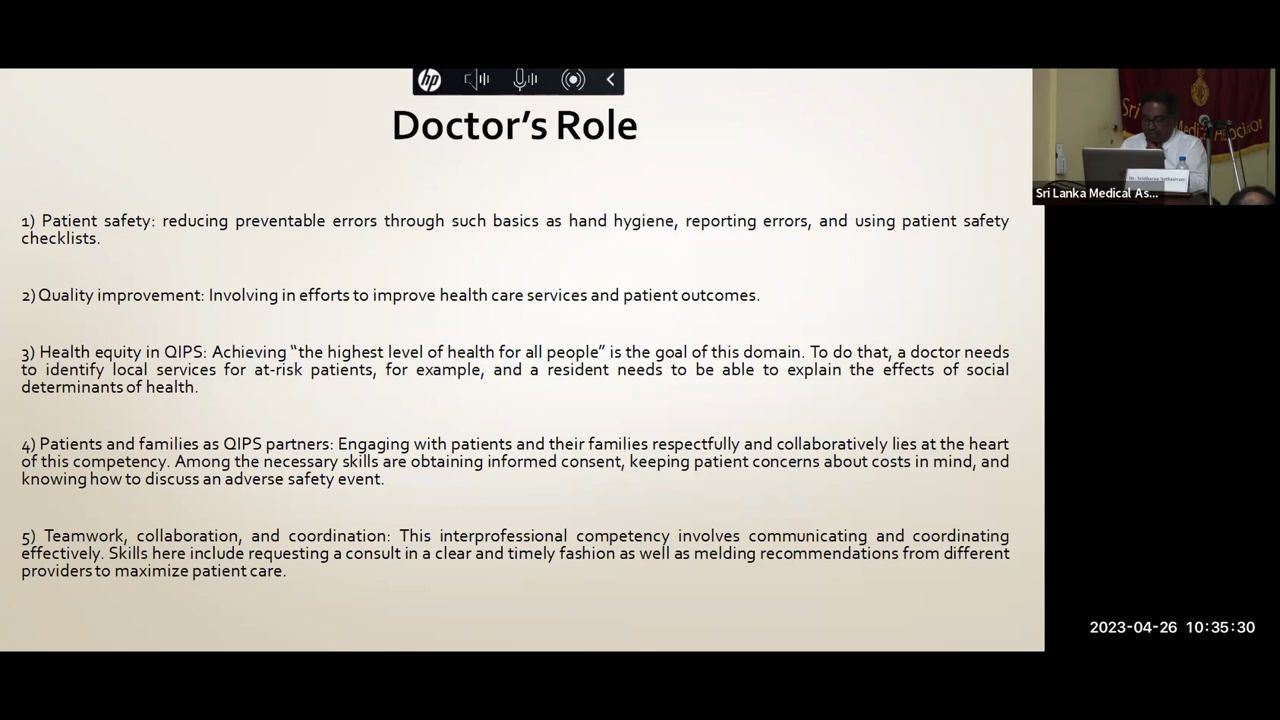 hp
Doctor's Role
1) Patient safety: reducing preventable errors through such basics as hand hygiene, reporting errors, and using patient safety
checklists.
2) Quality improvement: Involving in efforts to improve health care services and patient outcomes.
3) Health equity in QIPS: Achieving “the highest level of health for all people” is the goal of this domain. To do that, a doctor needs
to identify local services for at-risk patients, for example, and a resident needs to be able to explain the effects of social
determinants of health.
4) Patients and families as QIPS partners: Engaging with patients and their families respectfully and collaboratively lies at the heart
of this competency. Among the necessary skills are obtaining informed consent, keeping patient concerns about costs in mind, and
knowing how to discuss an adverse safety event.
5) Teamwork, collaboration, and coordination: This interprofessional competency involves communicating and coordinating
effectively. Skills here include requesting a consult in a clear and timely fashion as well as melding recommendations from different
providers to maximize patient care.
Sri
Sri Lanka Medical As...
2023-04-26 10:35:30